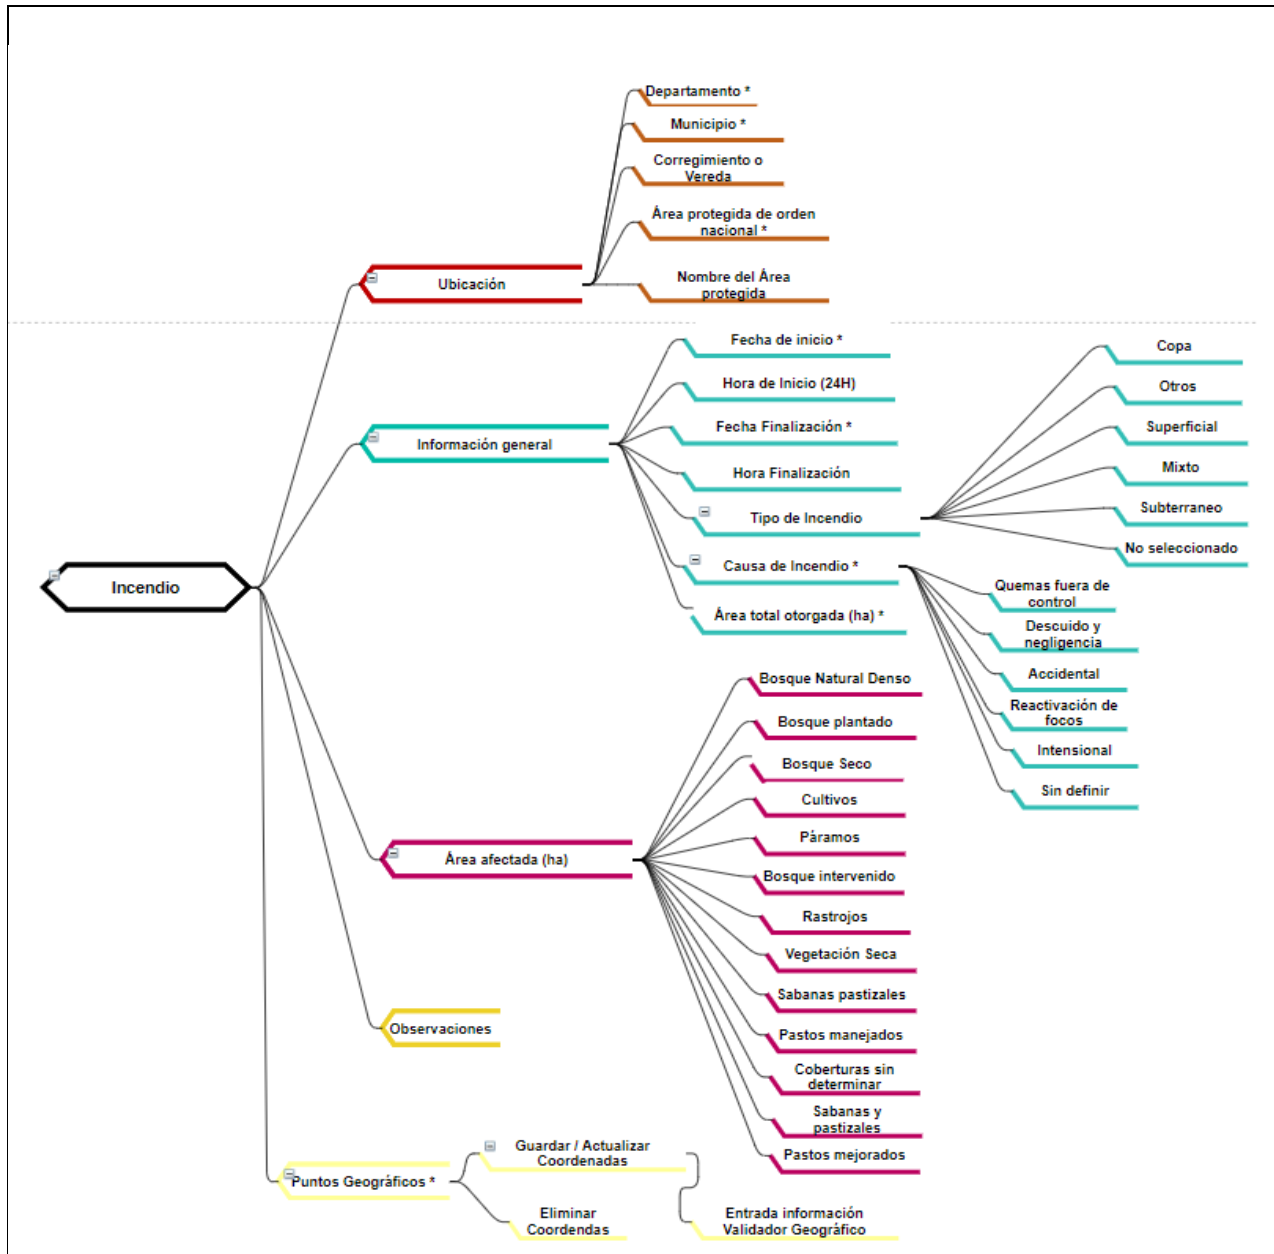 Departamento *
Municipio *
Corregimiento o
Vereda
Área protegida de orden
nacional *
Nombre del Área
protegida
Ubicación
Fecha de inicio *
Hora de Inicio (24H)
Fecha Finalización *
Hora Finalización
Tipo de Incendio
Causa de Incendio *
Área total otorgada (ha) *
Información general
Copa
Otros
Superficial
Mixto
Subterraneo
No seleccionado
Quemas fuera de
control
Descuido y
negligencia
Accidental
Reactivación de
focos
Intensional
Sin definir
Incendio
Bosque Natural Denso
Bosque plantado
Bosque Seco
Cultivos
Páramos
Bosque intervenido
Rastrojos
Vegetación Seca
Sabanas pastizales
Pastos manejados
Coberturas sin
determinar
Sabanas y
pastizales
Pastos mejorados
Área afectada (ha)
Observaciones
Puntos Geográficos *
Guardar / Actualizar
Coordenadas
Eliminar
Coordendas
Entrada información
Validador Geográfico